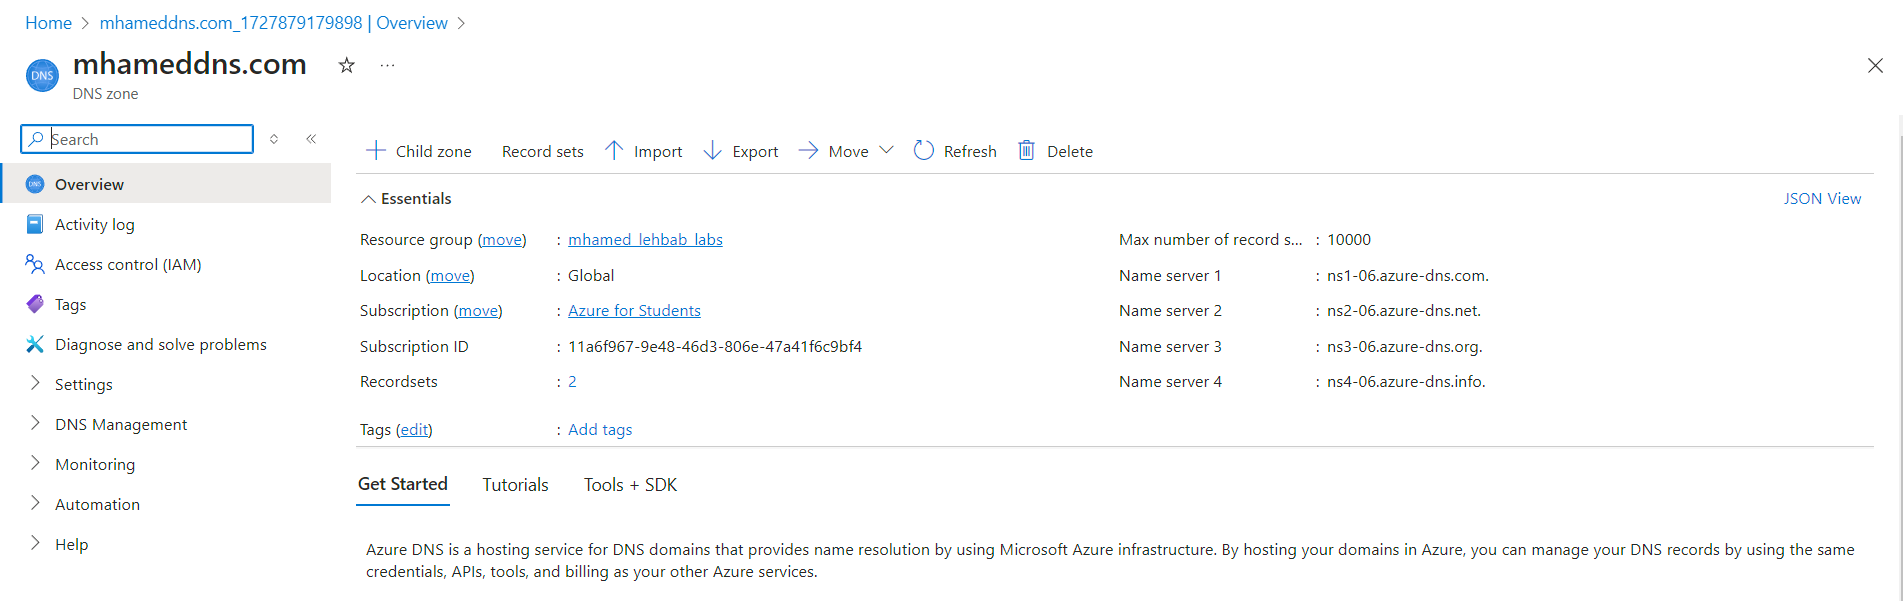 Home > mhameddns.com_1727879179898 | Overview >
DNS
mhameddns.com ☆ ...
DNS zone
Search
Overview
Activity log
Access control (IAM)
Tags
Diagnose and solve problems
Settings
DNS Management
Monitoring
Automation
Help
Child zone Record sets Import Export Move Refresh Delete
Essentials
JSON View
Resource group (move) : mhamed_lehbab_labs
Location (move) : Global
Subscription (move) : Azure for Students
Subscription ID : 11a6f967-9e48-46d3-806e-47a41f6c9bf4
Recordsets : 2
Max number of record s... : 10000
Name server 1 : ns1-06.azure-dns.com.
Name server 2 : ns2-06.azure-dns.net.
Name server 3 : ns3-06.azure-dns.org.
Name server 4 : ns4-06.azure-dns.info.
Tags (edit) : Add tags
Get Started Tutorials Tools + SDK
Azure DNS is a hosting service for DNS domains that provides name resolution by using Microsoft Azure infrastructure. By hosting your domains in Azure, you can manage your DNS records by using the same
credentials, APIs, tools, and billing as your other Azure services.